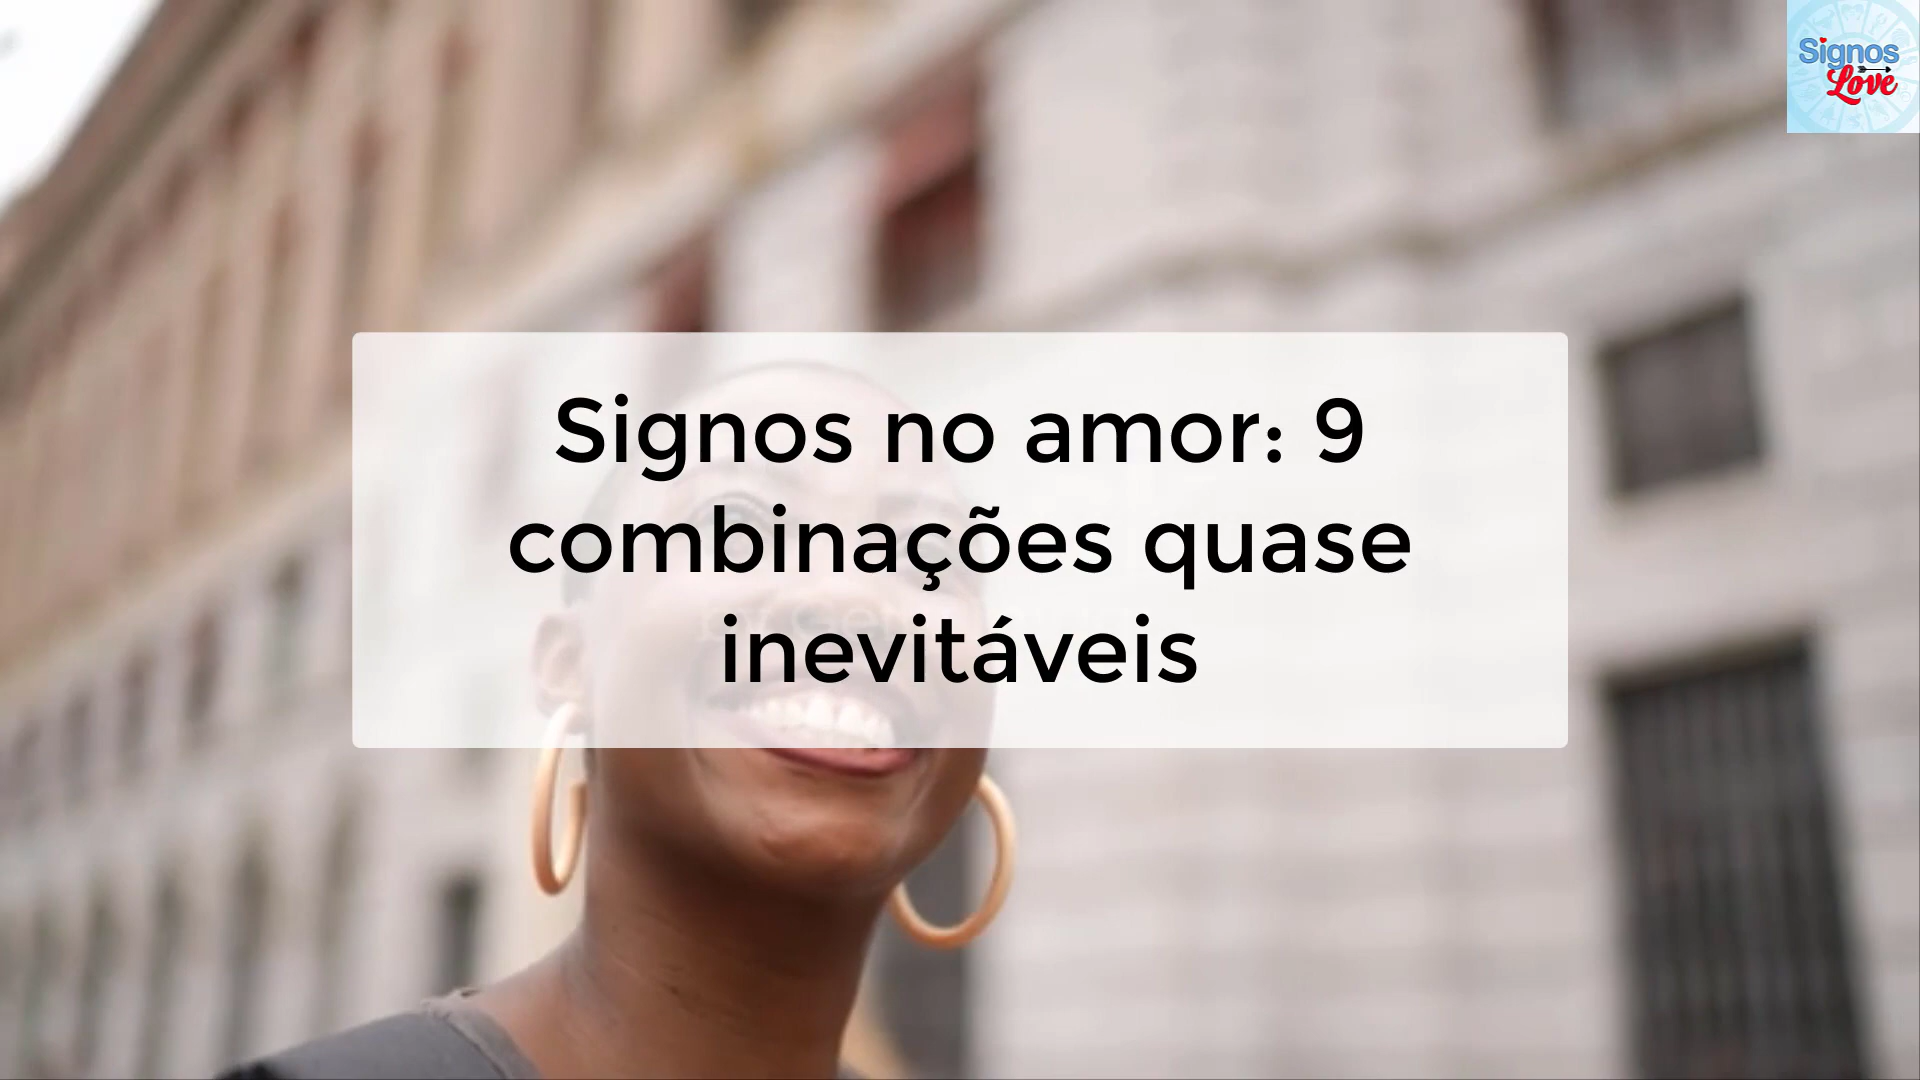 Signos
Love
Signos no amor: 9
combinações quase
inevitáveis